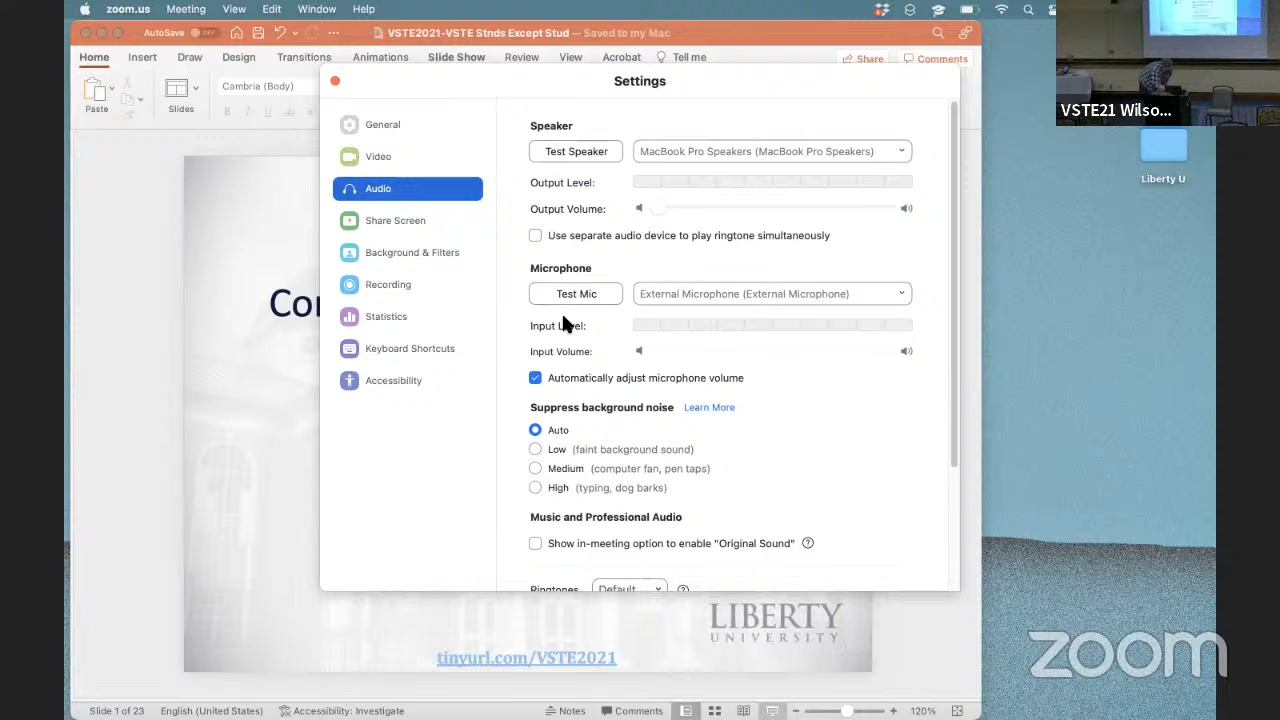 zoom.us Meeting View Edit Window Help
AutoSave OFF VSTE2021-VSTE Stnds Except Stud — Saved to my Mac
Home Insert Draw Design Transitions Animations Slide Show Review View Acrobat Tell me Share Comments
Paste Slides Cambria (Body)
Settings
General
Video
Audio
Share Screen
Background & Filters
Recording
Statistics
Keyboard Shortcuts
Accessibility
Speaker
Test Speaker MacBook Pro Speakers (MacBook Pro Speakers)
Output Level:
Output Volume:
Use separate audio device to play ringtone simultaneously
Microphone
Test Mic External Microphone (External Microphone)
Input Level:
Input Volume:
Automatically adjust microphone volume
Suppress background noise Learn More
Auto
Low (faint background sound)
Medium (computer fan, pen taps)
High (typing, dog barks)
Music and Professional Audio
Show in-meeting option to enable "Original Sound"
Ringtones Default
Con
LIBERTY
UNIVERSITY
tinyurl.com/VSTE2021
Slide 1 of 23 English (United States) Accessibility: Investigate Notes Comments 120%
VSTE21 Wilso...
Liberty U
zoom